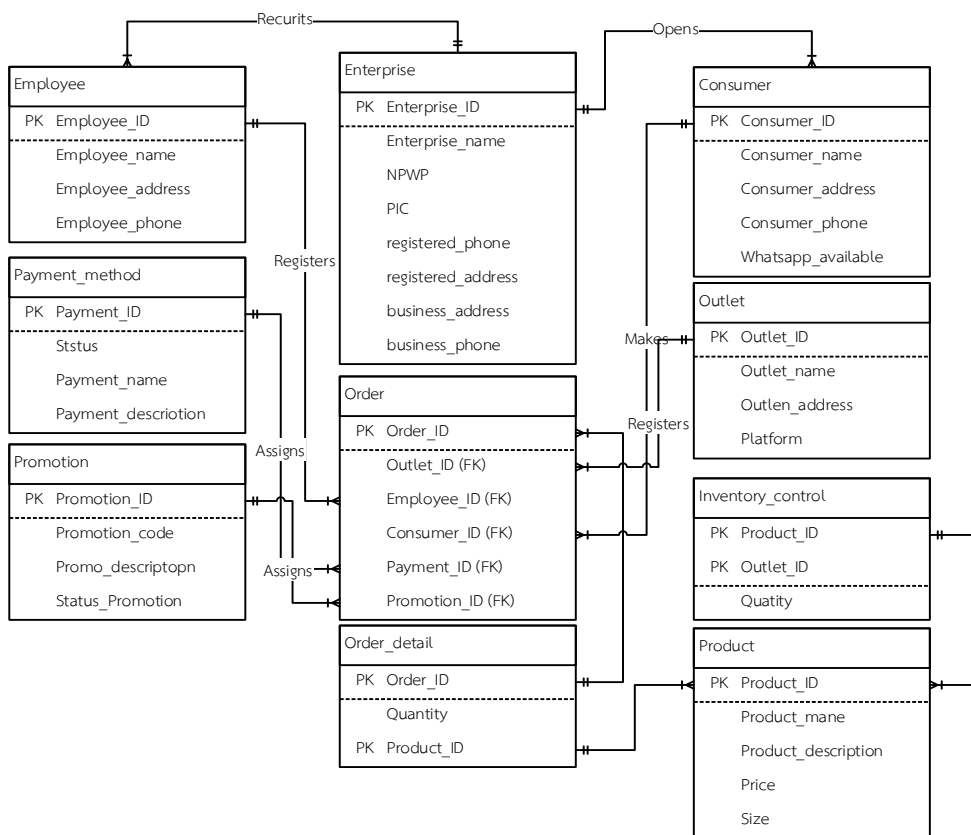 Recurits
Opens
Employee
PK Employee_ID
Employee_name
Employee_address
Employee_phone
Enterprise
PK Enterprise_ID
Enterprise_name
NPWP
PIC
registered_phone
registered_address
business_address
business_phone
Consumer
PK Consumer_ID
Consumer_name
Consumer_address
Consumer_phone
Whatsapp_available
Registers
Payment_method
PK Payment_ID
Ststus
Payment_name
Payment_descriotion
Makes
Outlet
PK Outlet_ID
Outlet_name
Outlen_address
Platform
Order
PK Order_ID
Outlet_ID (FK)
Employee_ID (FK)
Consumer_ID (FK)
Payment_ID (FK)
Promotion_ID (FK)
Registers
Assigns
Promotion
PK Promotion_ID
Promotion_code
Promo_descriptopn
Status_Promotion
Assigns
Inventory_control
PK Product_ID
PK Outlet_ID
Quatity
Order_detail
PK Order_ID
Quantity
PK Product_ID
Product
PK Product_ID
Product_mane
Product_description
Price
Size